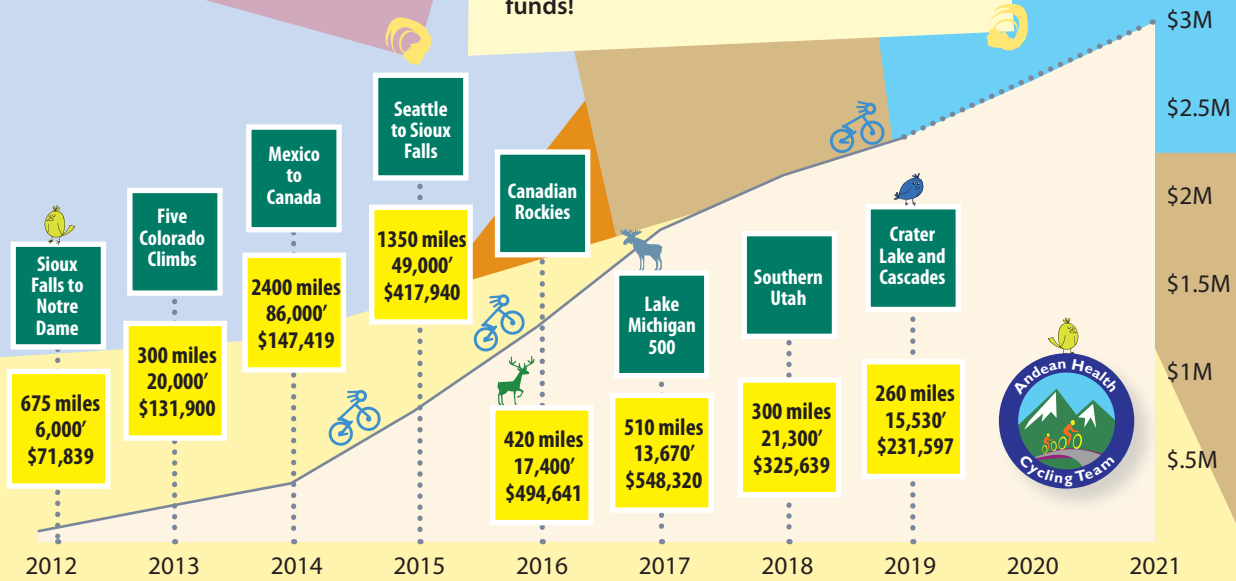 funds!
$3M
$2.5M
$2M
$1.5M
$1M
$.5M
Sioux
Falls to
Notre
Dame
675 miles
6,000′
$71,839
Five
Colorado
Climbs
300 miles
20,000′
$131,900
Mexico
to
Canada
2400 miles
86,000′
$147,419
Seattle
to Sioux
Falls
1350 miles
49,000′
$417,940
Canadian
Rockies
420 miles
17,400′
$494,641
Lake
Michigan
500
510 miles
13,670′
$548,320
Southern
Utah
300 miles
21,300′
$325,639
Crater
Lake and
Cascades
260 miles
15,530′
$231,597
Andean Health
Cycling Team
2012 2013 2014 2015 2016 2017 2018 2019 2020 2021